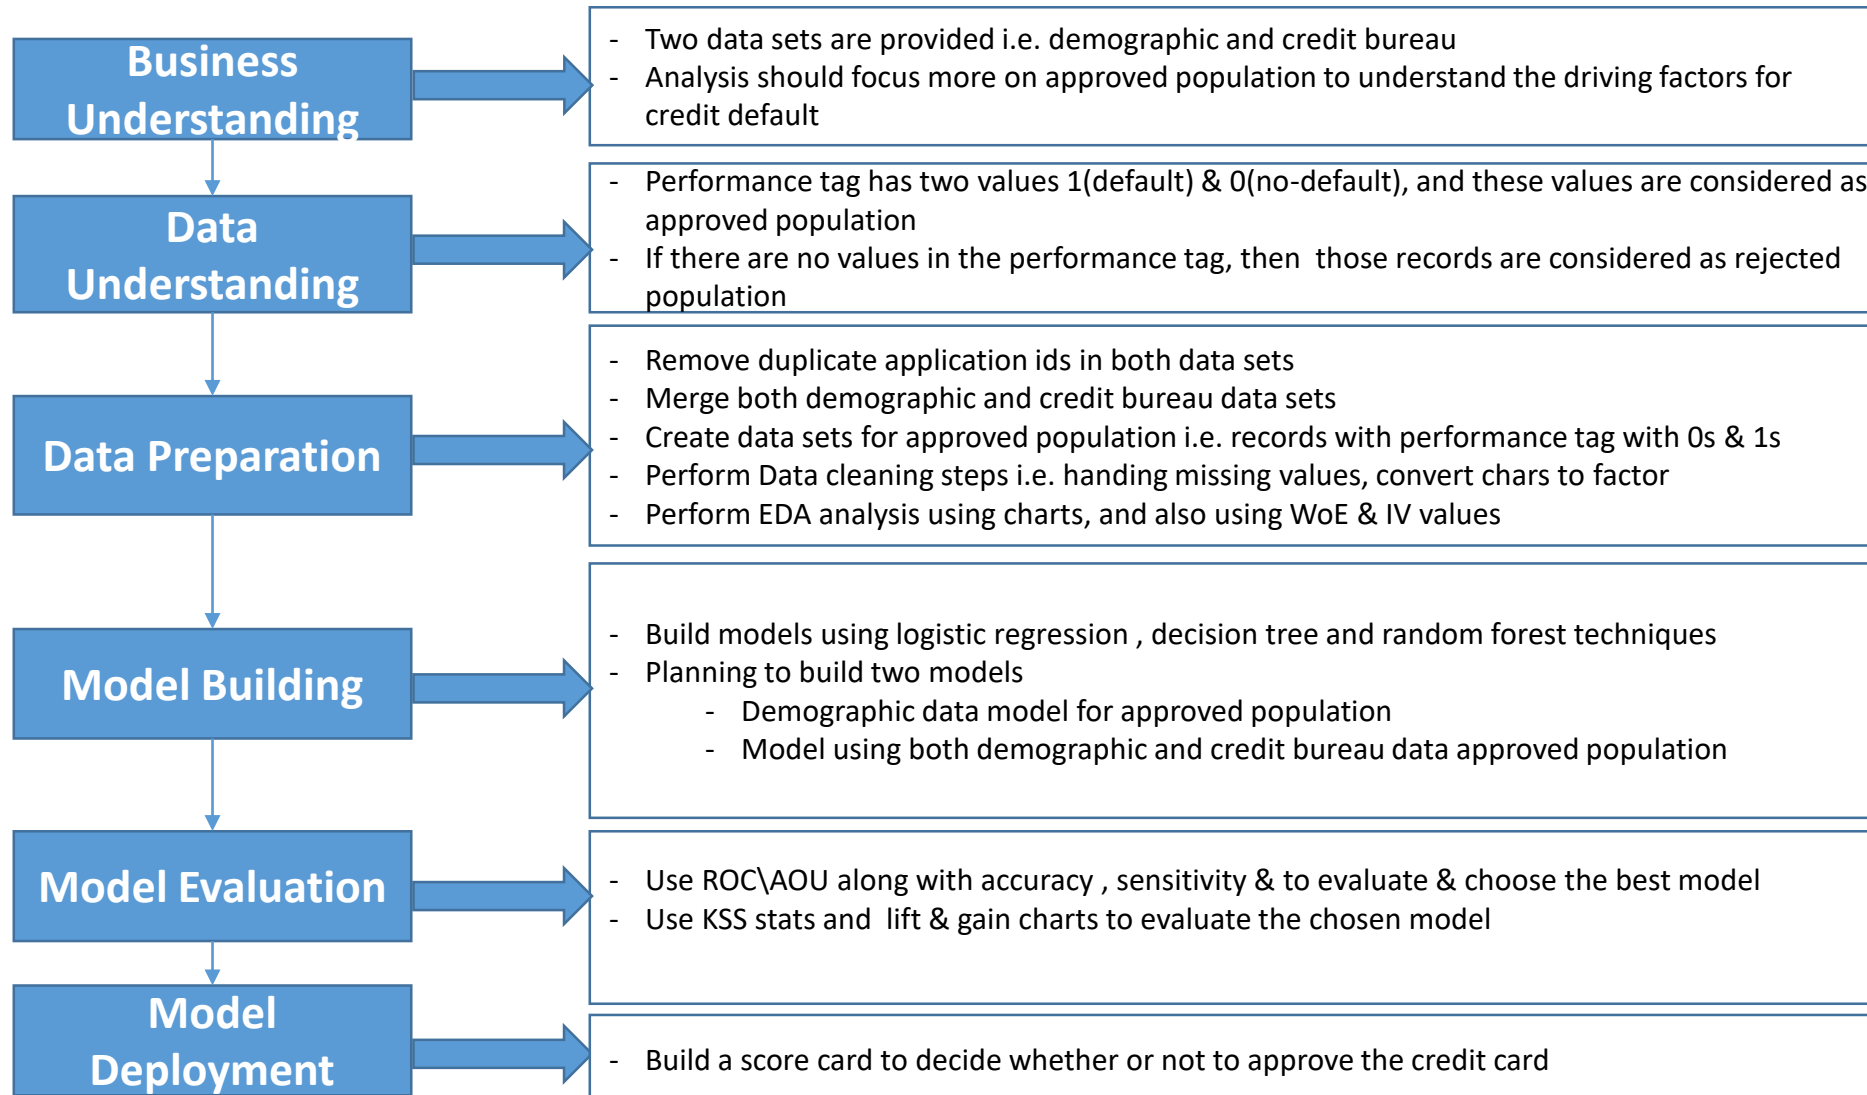 Business
Understanding
- Two data sets are provided i.e. demographic and credit bureau
- Analysis should focus more on approved population to understand the driving factors for
credit default
Data
Understanding
- Performance tag has two values 1(default) & 0(no-default), and these values are considered as
approved population
- If there are no values in the performance tag, then those records are considered as rejected
population
Data Preparation
- Remove duplicate application ids in both data sets
- Merge both demographic and credit bureau data sets
- Create data sets for approved population i.e. records with performance tag with 0s & 1s
- Perform Data cleaning steps i.e. handing missing values, convert chars to factor
- Perform EDA analysis using charts, and also using WoE & IV values
Model Building
- Build models using logistic regression , decision tree and random forest techniques
- Planning to build two models
- Demographic data model for approved population
- Model using both demographic and credit bureau data approved population
Model Evaluation
- Use ROC\AOU along with accuracy , sensitivity & to evaluate & choose the best model
- Use KSS stats and lift & gain charts to evaluate the chosen model
Model
Deployment
- Build a score card to decide whether or not to approve the credit card